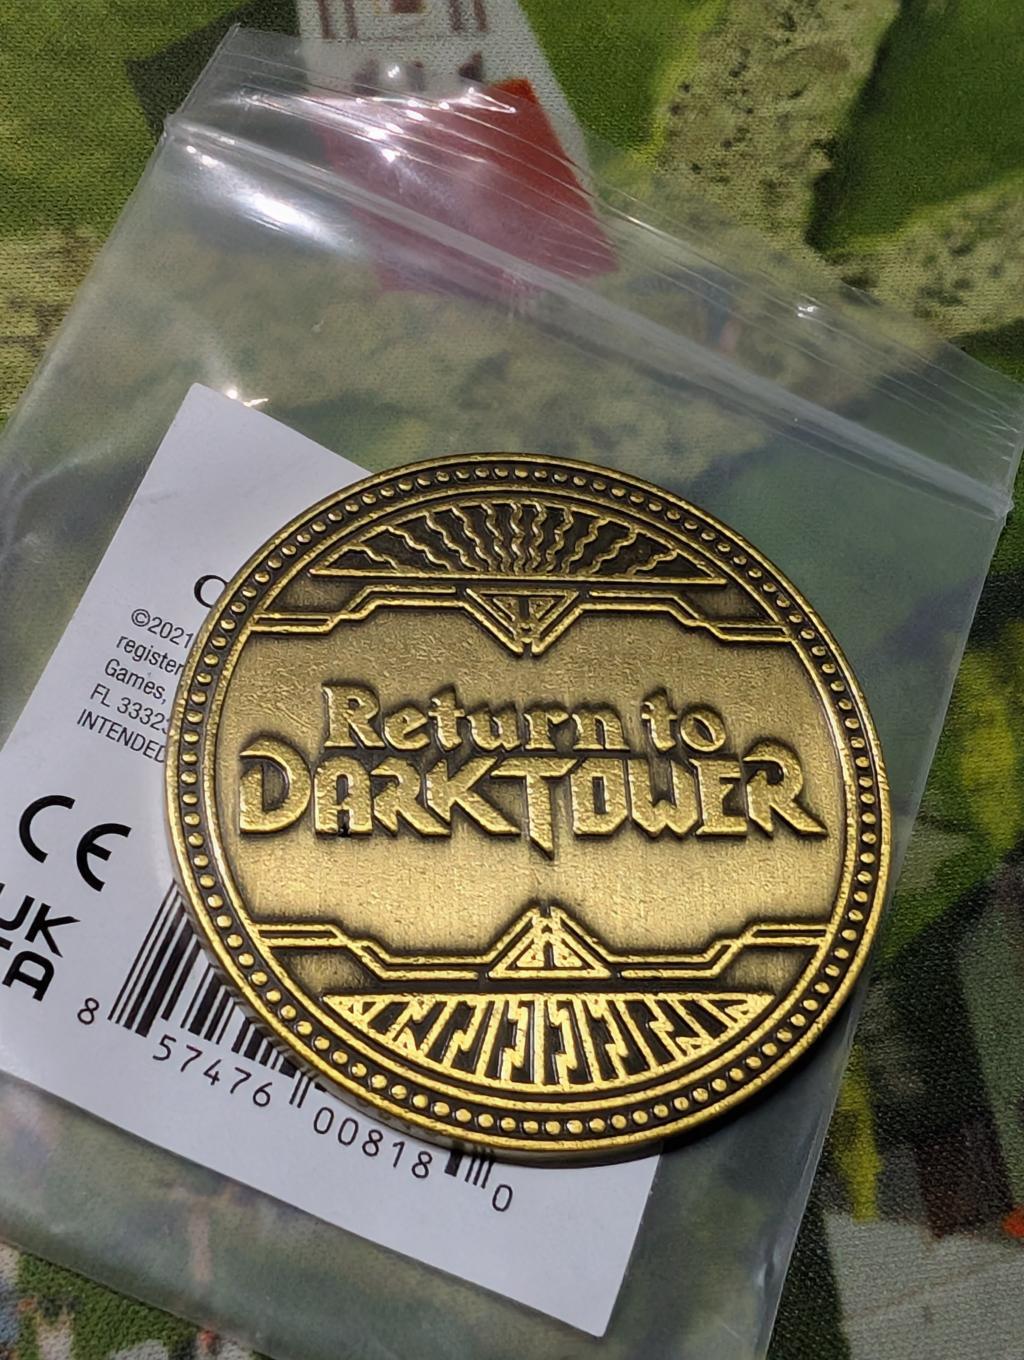 Return to
DARKTOWER
©2021
register
Games,
FL 3332
INTENDED
CE
UK
CA
8 57476 00818 0